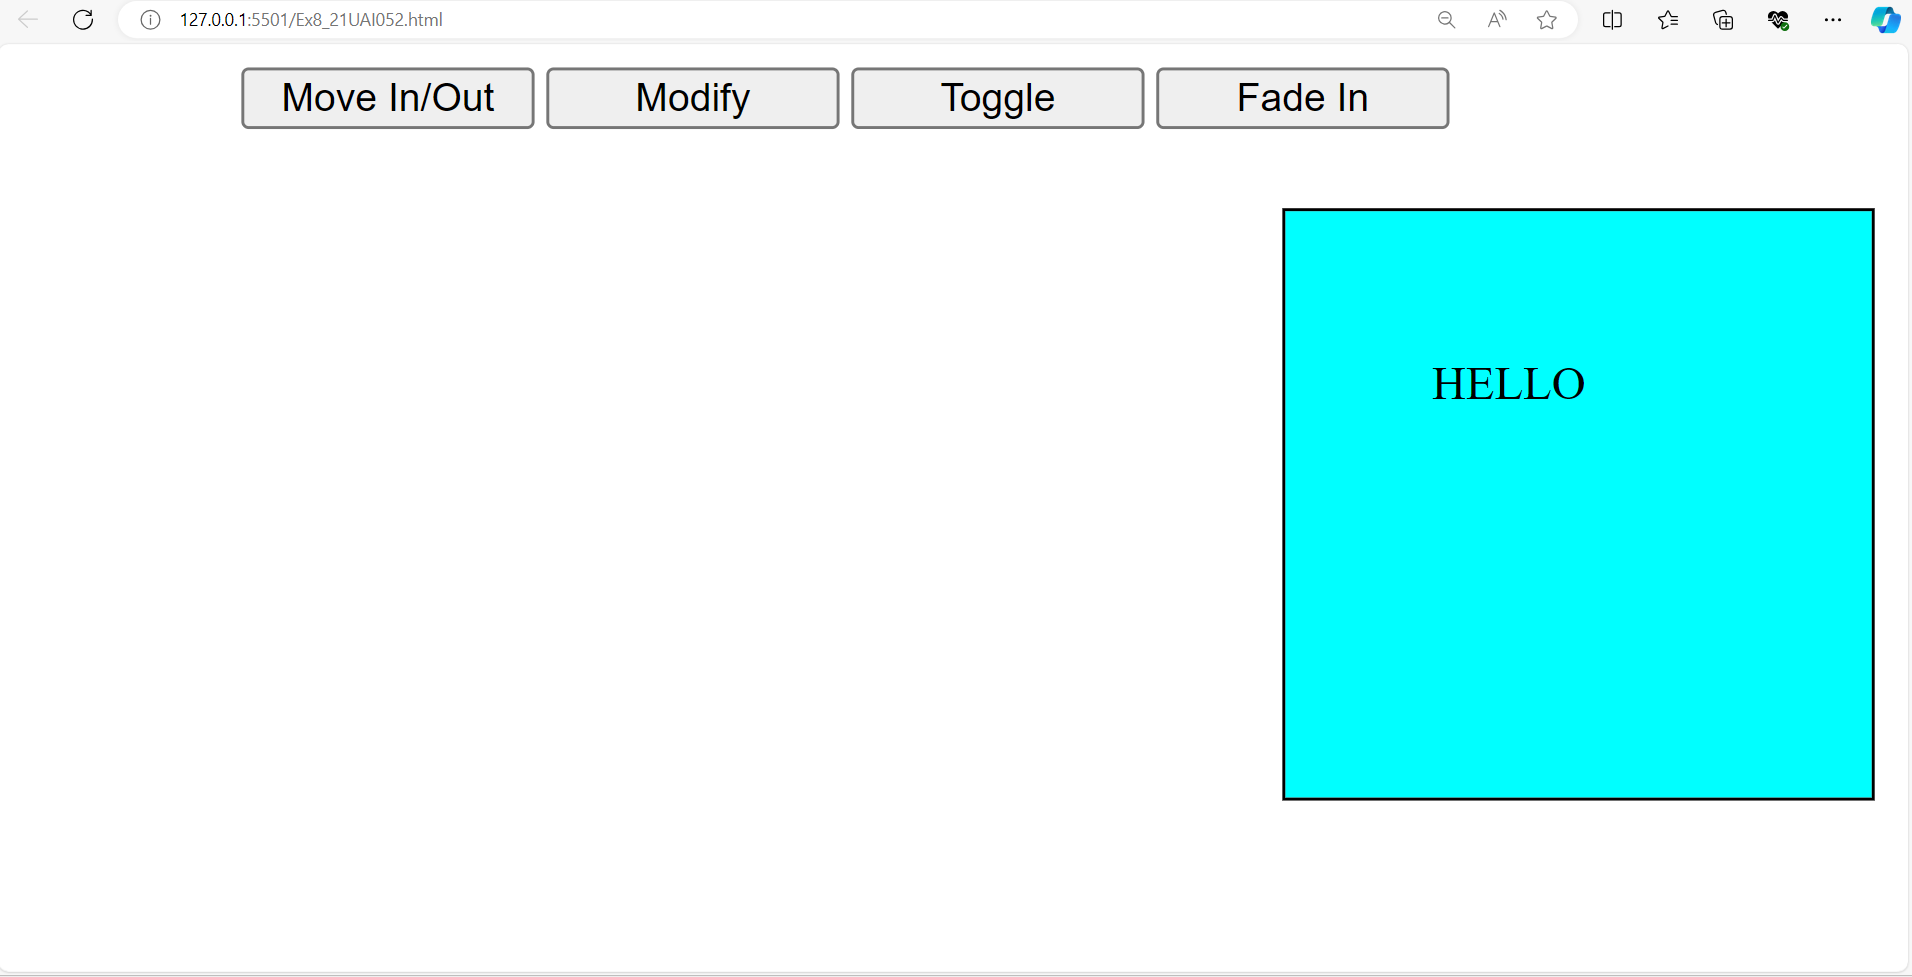 127.0.0.1:5501/Ex8_21UAI052.html
Move In/Out Modify Toggle Fade In
HELLO